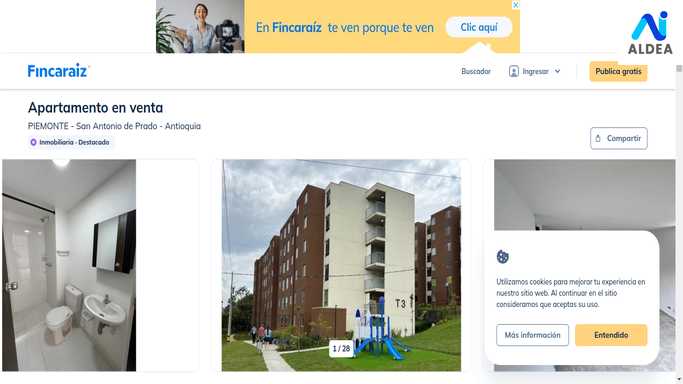 En Fincaraíz te ven porque te ven
Clic aquí
ALDEA
Fincaraiz
Buscador
Ingresar
Publica gratis
Apartamento en venta
PIEMONTE - San Antonio de Prado - Antioquia
Inmobiliaria · Destacado
Compartir
T3
1 / 28
Utilizamos cookies para mejorar tu experiencia en
nuestro sitio web. Al continuar en el sitio
consideramos que aceptas su uso.
Más información
Entendido